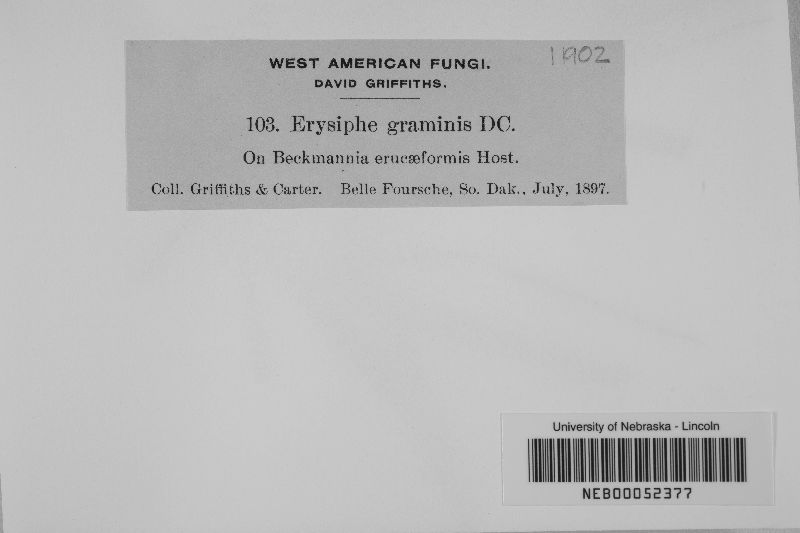 WEST AMERICAN FUNGI.
1902
DAVID GRIFFITHS.
103. Erysiphe graminis DC.
On Beckmannia erucæformis Host.
Coll. Griffiths & Carter. Belle Foursche, So. Dak., July, 1897.
University of Nebraska - Lincoln
NEB00052377